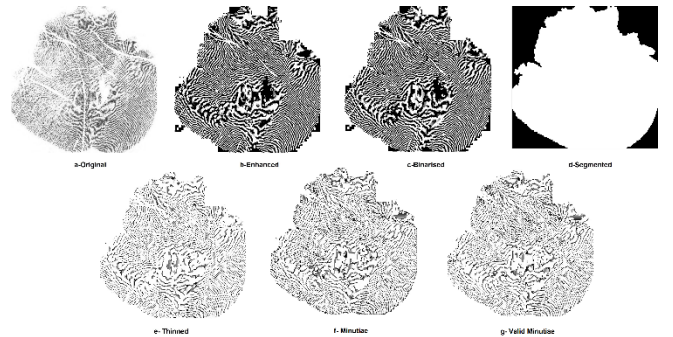 a-Original
b-Enhanced
c-Binarised
d-Segmented
e- Thinned
f- Minutiae
g- Valid Minutiae